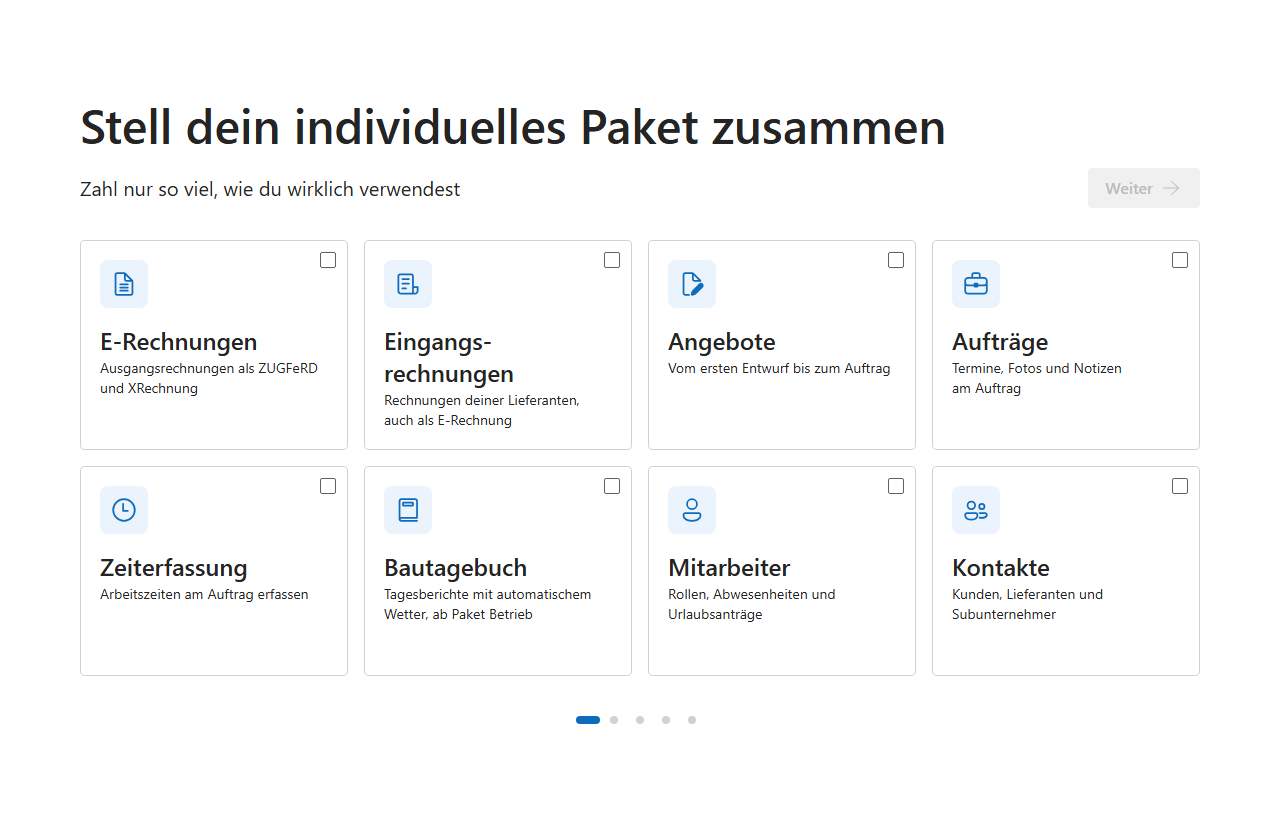 Stell dein individuelles Paket zusammen
Zahl nur so viel, wie du wirklich verwendest
Weiter
E-Rechnungen
Ausgangsrechnungen als ZUGFeRD
und XRechnung
Eingangs-
rechnungen
Rechnungen deiner Lieferanten,
auch als E-Rechnung
Angebote
Vom ersten Entwurf bis zum Auftrag
Aufträge
Termine, Fotos und Notizen
am Auftrag
Zeiterfassung
Arbeitszeiten am Auftrag erfassen
Bautagebuch
Tagesberichte mit automatischem
Wetter, ab Paket Betrieb
Mitarbeiter
Rollen, Abwesenheiten und
Urlaubsanträge
Kontakte
Kunden, Lieferanten und
Subunternehmer